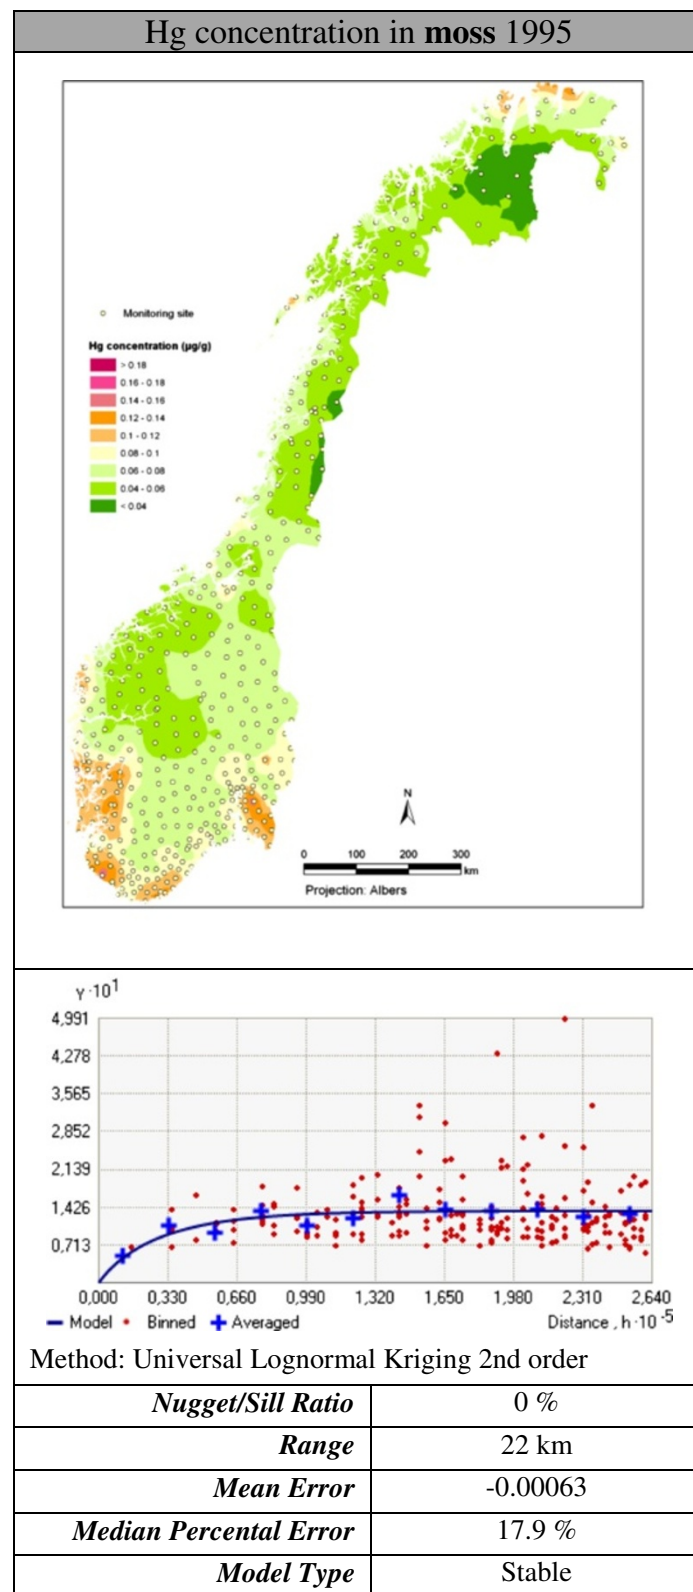 Hg concentration in moss 1995
Monitoring site
Hg concentration (µg/g)
> 0.18
0.16 - 0.18
0.14 - 0.16
0.12 - 0.14
0.1 - 0.12
0.08 - 0.1
0.06 - 0.08
0.04 - 0.06
< 0.04
N
0 100 200 300
km
Projection: Albers
γ·10¹
4,991
4,278
3,565
2,852
2,139
1,426
0,713
0,000 0,330 0,660 0,990 1,320 1,650 1,980 2,310 2,640
Model Binned Averaged Distance , h·10⁻⁵
Method: Universal Lognormal Kriging 2nd order
Nugget/Sill Ratio 0 %
Range 22 km
Mean Error -0.00063
Median Percental Error 17.9 %
Model Type Stable